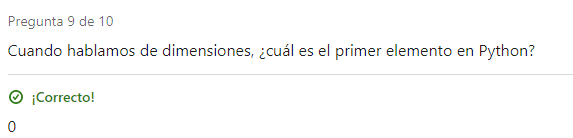 Pregunta 9 de 10
Cuando hablamos de dimensiones, ¿cuál es el primer elemento en Python?
¡Correcto!
0